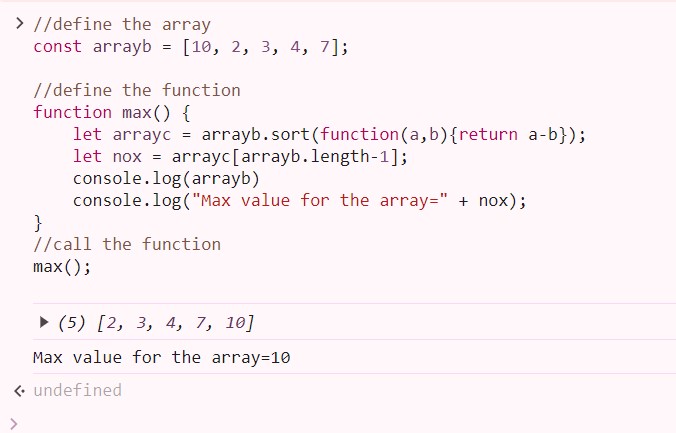 //define the array
const arrayb = [10, 2, 3, 4, 7];
//define the function
function max() {
let arrayc = arrayb.sort(function(a,b){return a-b});
let nox = arrayc[arrayb.length-1];
console.log(arrayb)
console.log("Max value for the array=" + nox);
}
//call the function
max();
(5) [2, 3, 4, 7, 10]
Max value for the array=10
undefined